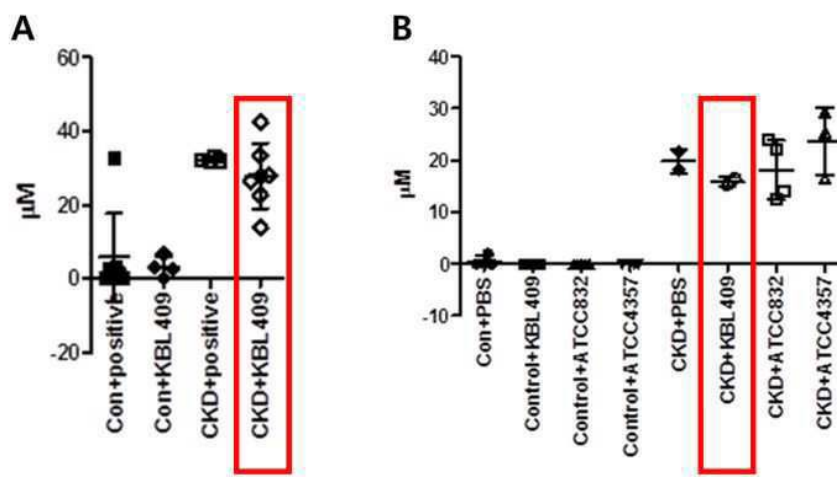 A
60
40
20
0
-20
μM
Con+positive
Con+KBL409
CKD+positive
CKD+KBL409
B
40
30
20
10
0
-10
μM
Con+PBS
Control+KBL409
Control+ATCC832
Control+ATCC4357
CKD+PBS
CKD+KBL409
CKD+ATCC832
CKD+ATCC4357